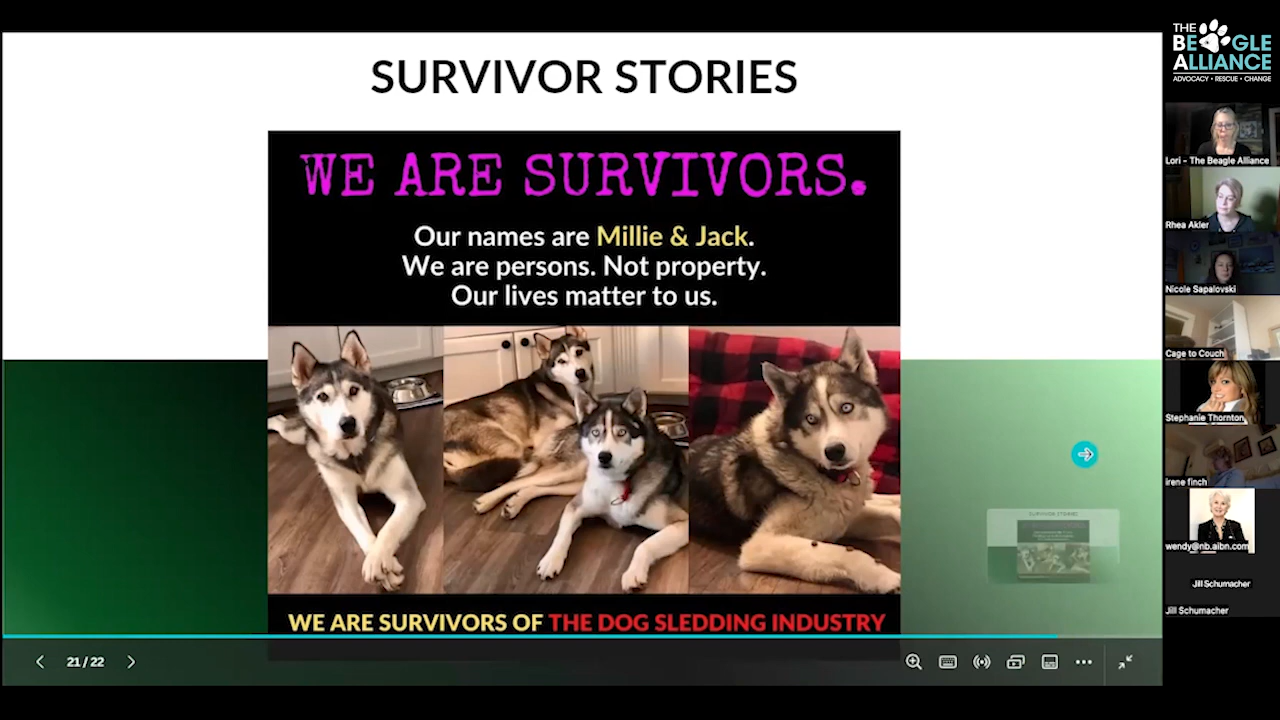 SURVIVOR STORIES
WE ARE SURVIVORS.
Our names are Millie & Jack.
We are persons. Not property.
Our lives matter to us.
WE ARE SURVIVORS OF THE DOG SLEDDING INDUSTRY
SURVIVOR STORIES
21 / 22
THE
BEAGLE
ALLIANCE
ADVOCACY • RESCUE • CHANGE
Lori - The Beagle Alliance
Rhea Akler
Nicole Sapalovski
Cage to Couch
Stephanie Thornton
irene finch
wendy@nb.aibn.com
Jill Schumacher
Jill Schumacher